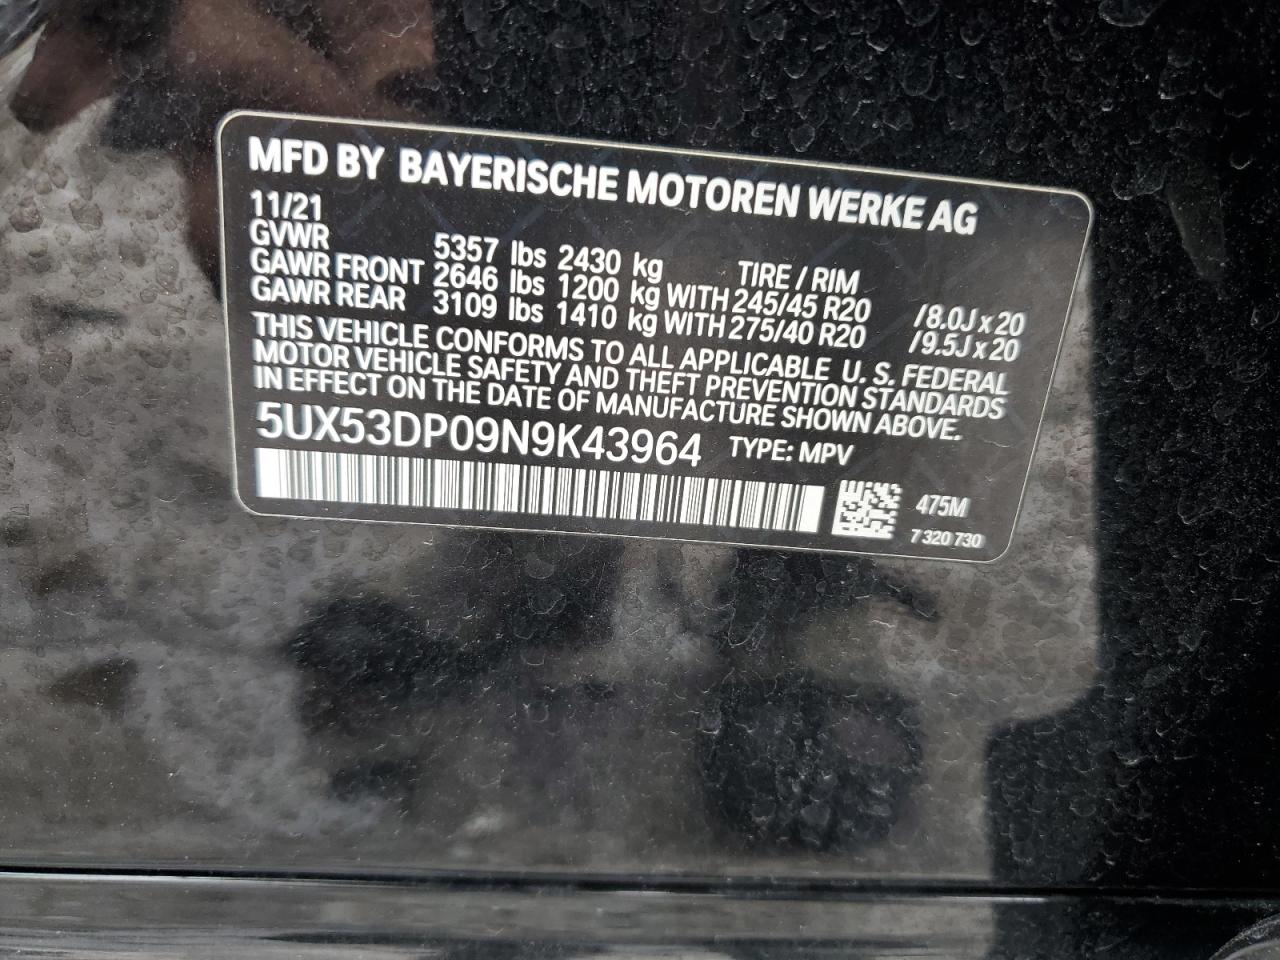 MFD BY BAYERISCHE MOTOREN WERKE AG
11/21
GVWR 5357 lbs 2430 kg TIRE / RIM
GAWR FRONT 2646 lbs 1200 kg WITH 245/45 R20 /8.0J x 20
GAWR REAR 3109 lbs 1410 kg WITH 275/40 R20 /9.5J x 20
THIS VEHICLE CONFORMS TO ALL APPLICABLE U. S. FEDERAL
MOTOR VEHICLE SAFETY AND THEFT PREVENTION STANDARDS
IN EFFECT ON THE DATE OF MANUFACTURE SHOWN ABOVE.
5UX53DP09N9K43964 TYPE: MPV
475M
7 320 730